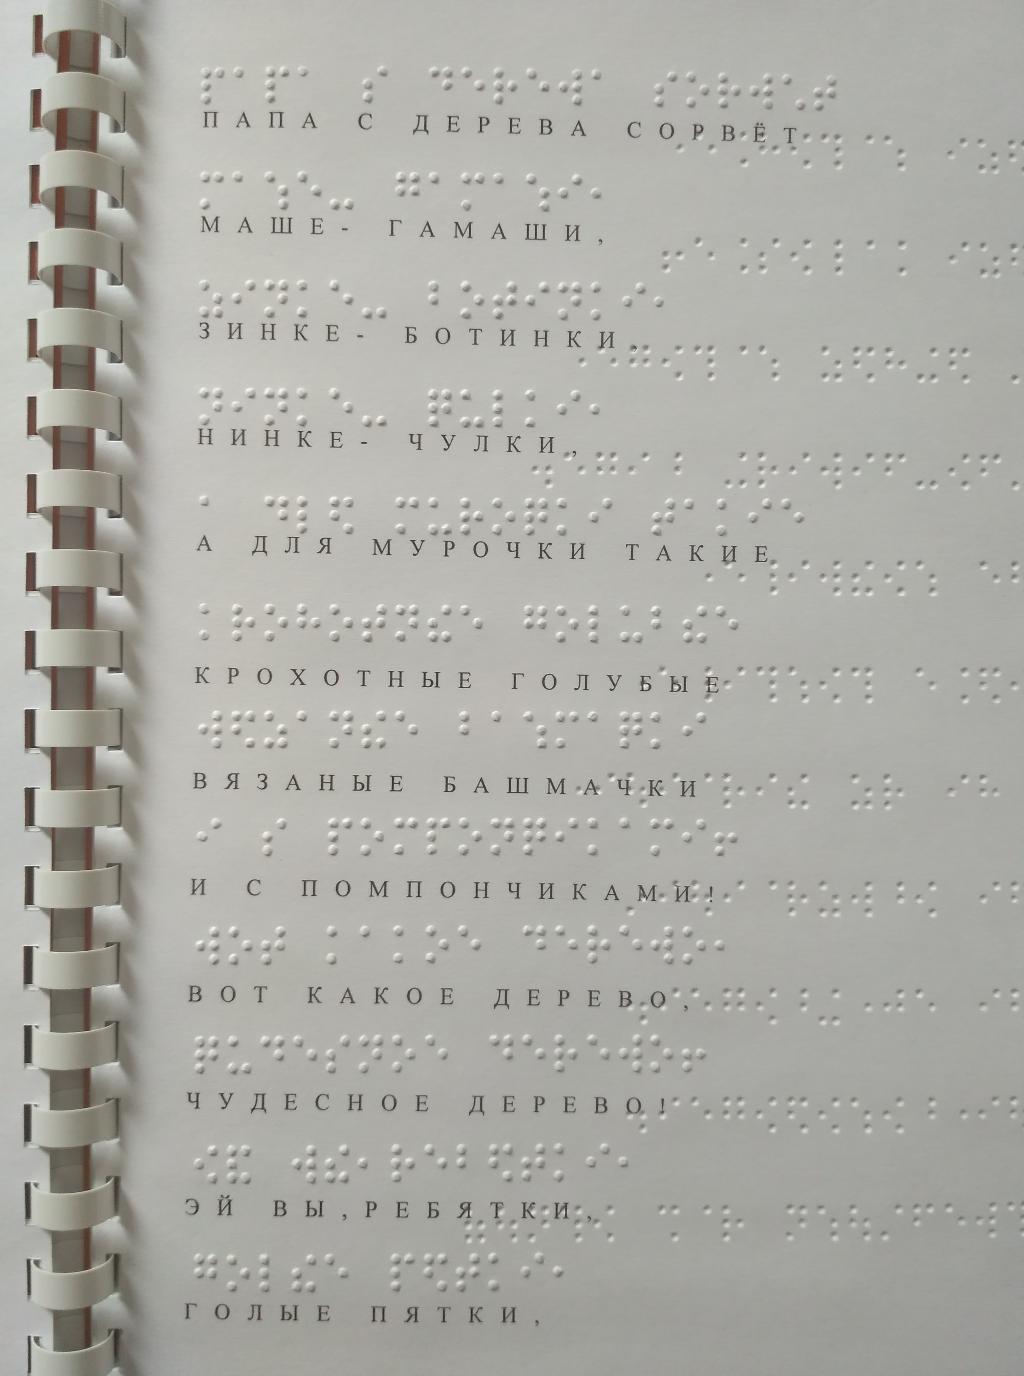 ПАПА С ДЕРЕВА СОРВЁТ
МАШЕ- ГАМАШИ,
ЗИНКЕ- БОТИНКИ,
НИНКЕ- ЧУЛКИ,
А ДЛЯ МУРОЧКИ ТАКИЕ
КРОХОТНЫЕ ГОЛУБЫЕ
ВЯЗАНЫЕ БАШМАЧКИ
И С ПОМПОНЧИКАМИ!
ВОТ КАКОЕ ДЕРЕВО,
ЧУДЕСНОЕ ДЕРЕВО!
ЭЙ ВЫ,РЕБЯТКИ,
ГОЛЫЕ ПЯТКИ,